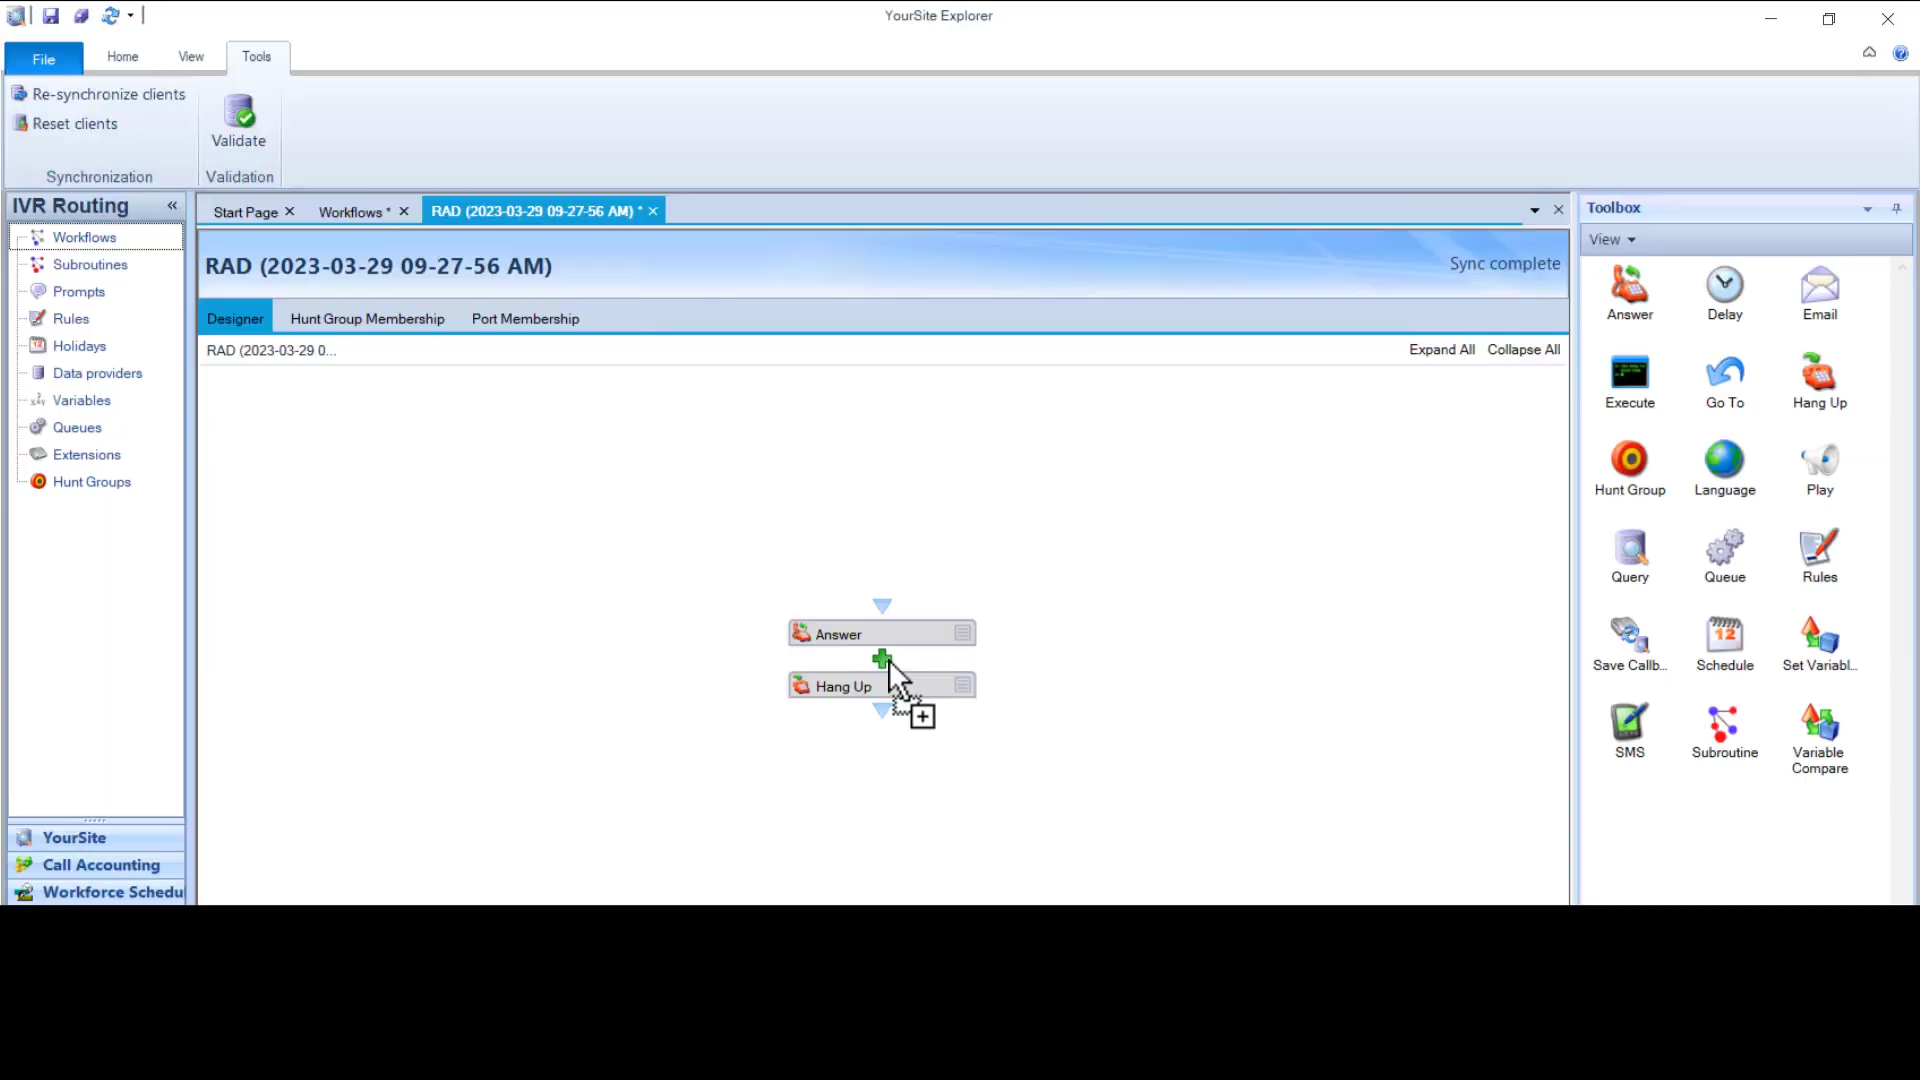 YourSite Explorer
File
Home
View
Tools
Re-synchronize clients
Reset clients
Synchronization
Validate
Validation
IVR Routing
Workflows
Subroutines
Prompts
Rules
Holidays
Data providers
Variables
Queues
Extensions
Hunt Groups
YourSite
Call Accounting
Workforce Schedu
Start Page
Workflows *
RAD (2023-03-29 09-27-56 AM) *
RAD (2023-03-29 09-27-56 AM)
Sync complete
Designer
Hunt Group Membership
Port Membership
RAD (2023-03-29 0...
Expand All
Collapse All
Answer
Hang Up
Toolbox
View
Answer
Delay
Email
Execute
Go To
Hang Up
Hunt Group
Language
Play
Query
Queue
Rules
Save Callb...
Schedule
Set Variabl...
SMS
Subroutine
Variable
Compare